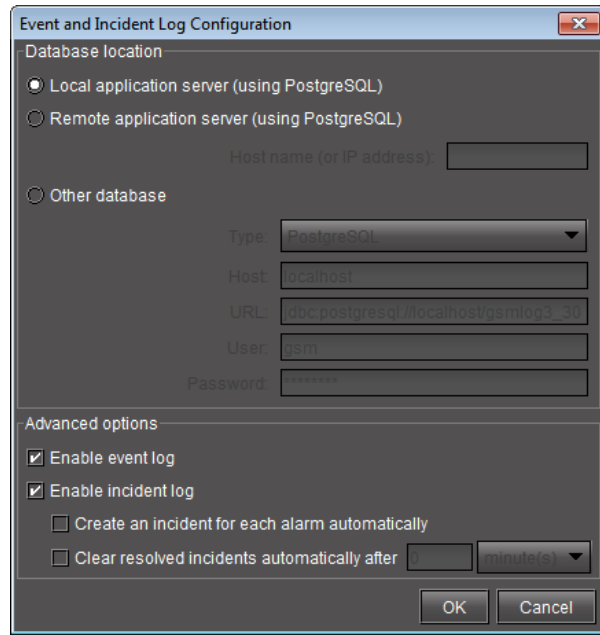 Event and Incident Log Configuration
Database location
Local application server (using PostgreSQL)
Remote application server (using PostgreSQL)
Host name (or IP address):
Other database
Type: PostgreSQL
Host: localhost
URL: jdbc:postgresql://localhost/gsmlog3_30
User: gsm
Password: ********
Advanced options
Enable event log
Enable incident log
Create an incident for each alarm automatically
Clear resolved incidents automatically after 0 minute(s)
OK Cancel